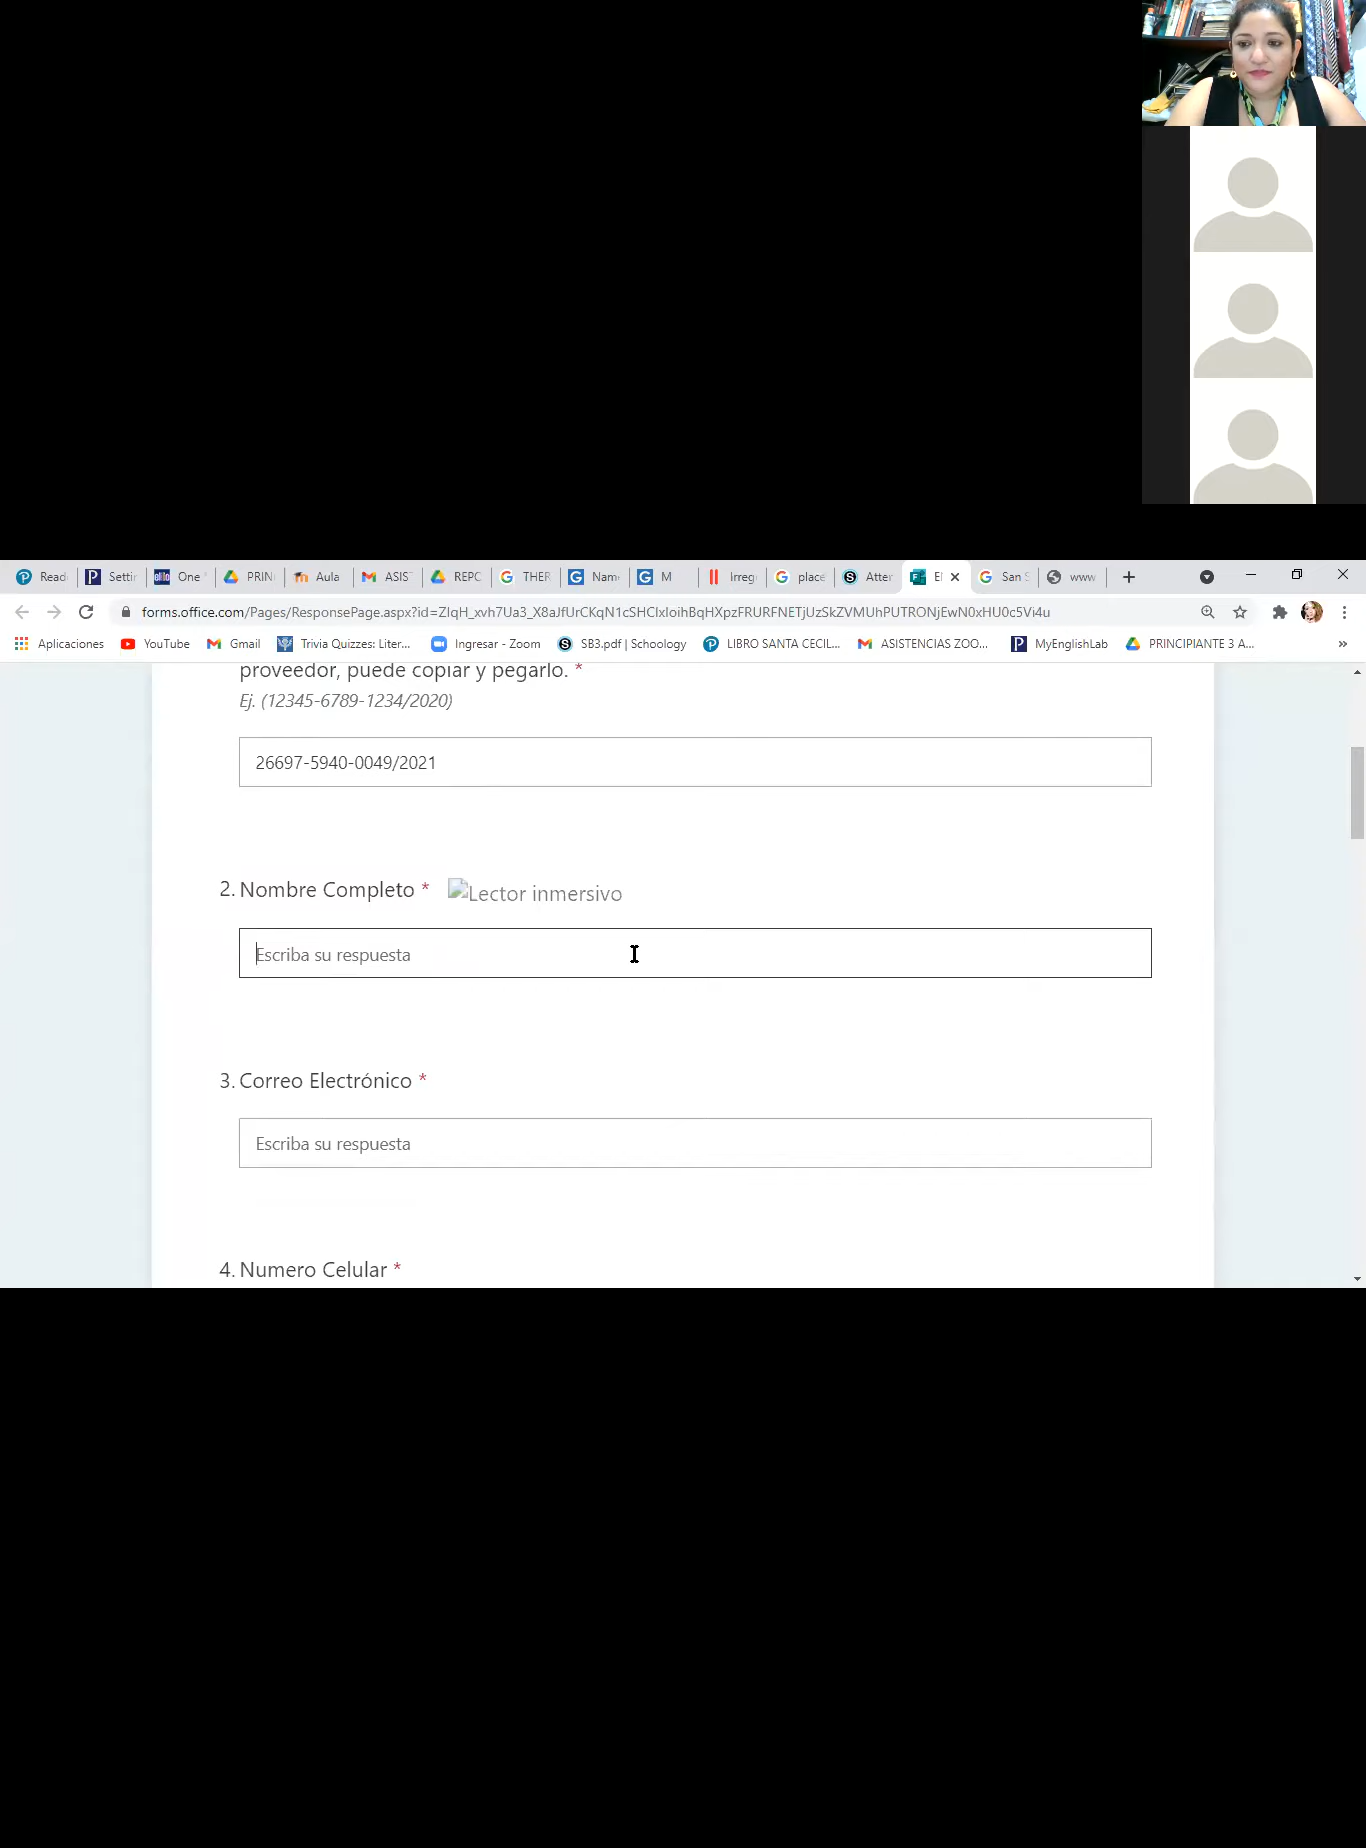 Read
Settir
One
PRIN
Aula
ASIS
REPC
THER
Nam
M
Irreg
place
Atter
El
San S
www
forms.office.com/Pages/ResponsePage.aspx?id=ZIqH_xvh7Ua3_X8aJfUrCKqN1cSHClxloihBqHXpzFRURFNETjUzSkZVMUhPUTRONjEwN0xHU0c5Vi4u
Aplicaciones
YouTube
Gmail
Trivia Quizzes: Liter...
Ingresar - Zoom
SB3.pdf | Schoology
LIBRO SANTA CECIL...
ASISTENCIAS ZOO...
MyEnglishLab
PRINCIPIANTE 3 A...
»
proveedor, puede copiar y pegarlo. *
Ej. (12345-6789-1234/2020)
26697-5940-0049/2021
2. Nombre Completo * Lector inmersivo
Escriba su respuesta
3. Correo Electrónico *
Escriba su respuesta
4. Numero Celular *